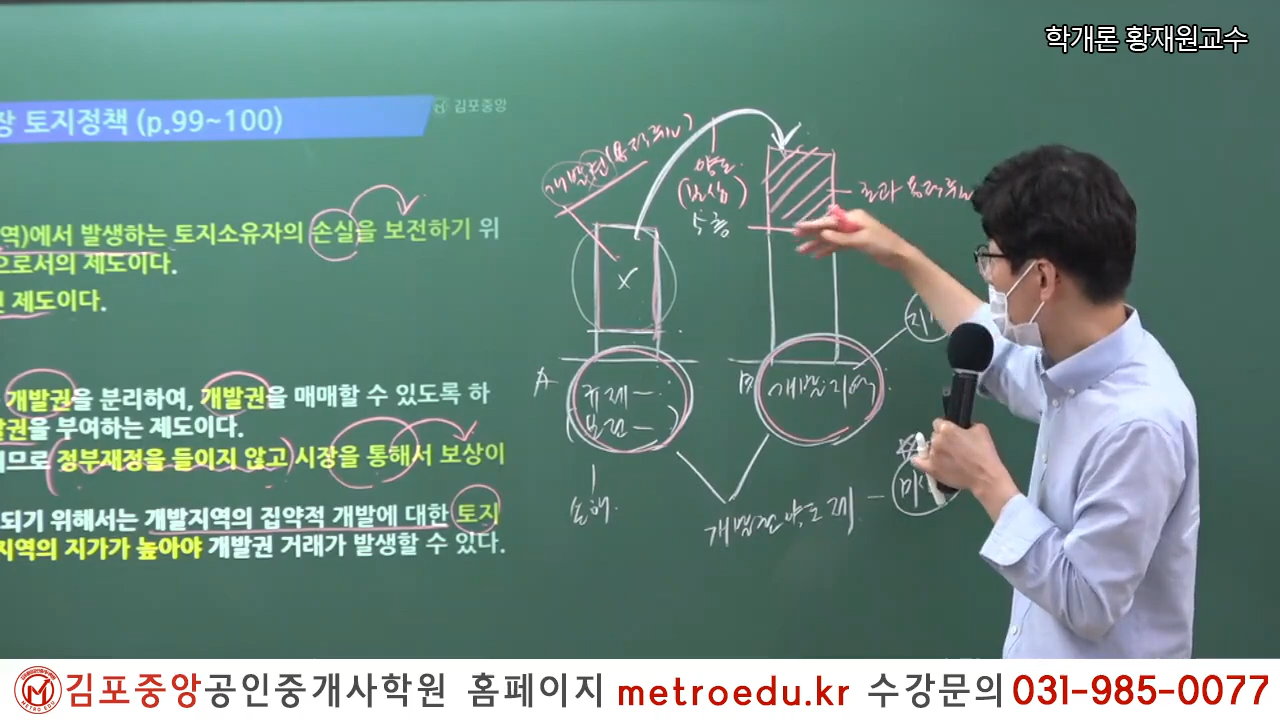 학개론 황재원교수
장 토지정책 (p.99~100)
김포중앙
역)에서 발생하는 토지소유자의 손실을 보전하기 위
으로서의 제도이다.
제도이다.
개발권을 분리하여, 개발권을 매매할 수 있도록 하
발권을 부여하는 제도이다.
므로 정부재정을 들이지 않고 시장을 통해서 보상이
되기 위해서는 개발지역의 집약적 개발에 대한 토지
지역의 지가가 높아야 개발권 거래가 발생할 수 있다.
개발권(용적률)
양도
(보상)
5층
초과 용적률
X
A
규제
(보전
B
개발지역
지
손해
개발권양도제 - 미시
METRO EDU
김포중앙공인중개사학원 홈페이지 metroedu.kr 수강문의 031-985-0077